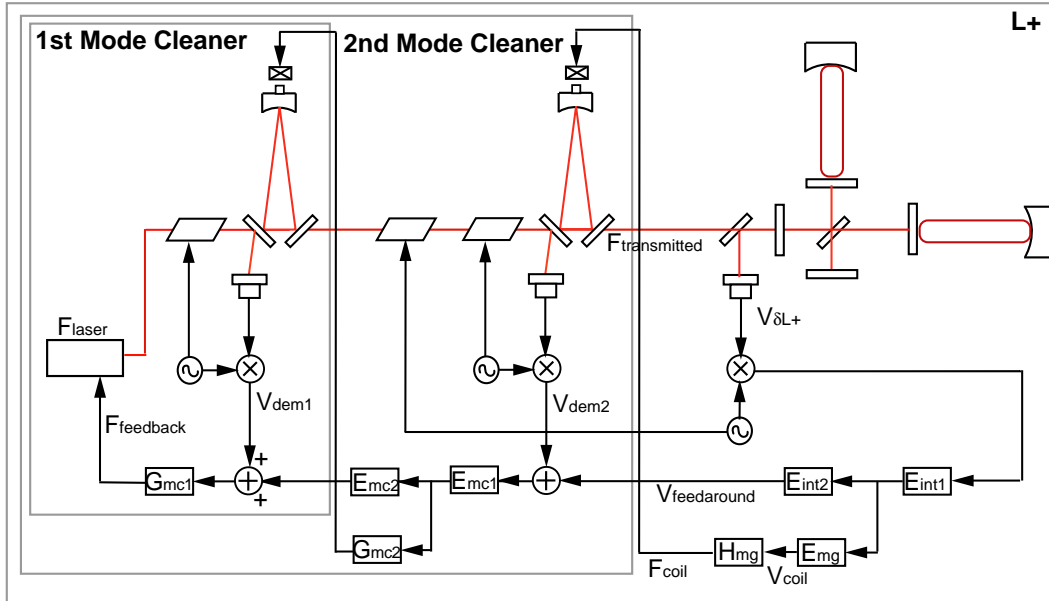 L+
1st Mode Cleaner
2nd Mode Cleaner
Ftransmitted
VδL+
Flaser
Vdem1
Vdem2
Ffeedback
+
Gmc1
+
Emc2
Emc1
Vfeedaround
Eint2
Eint1
Gmc2
Fcoil
Hmg
Vcoil
Emg